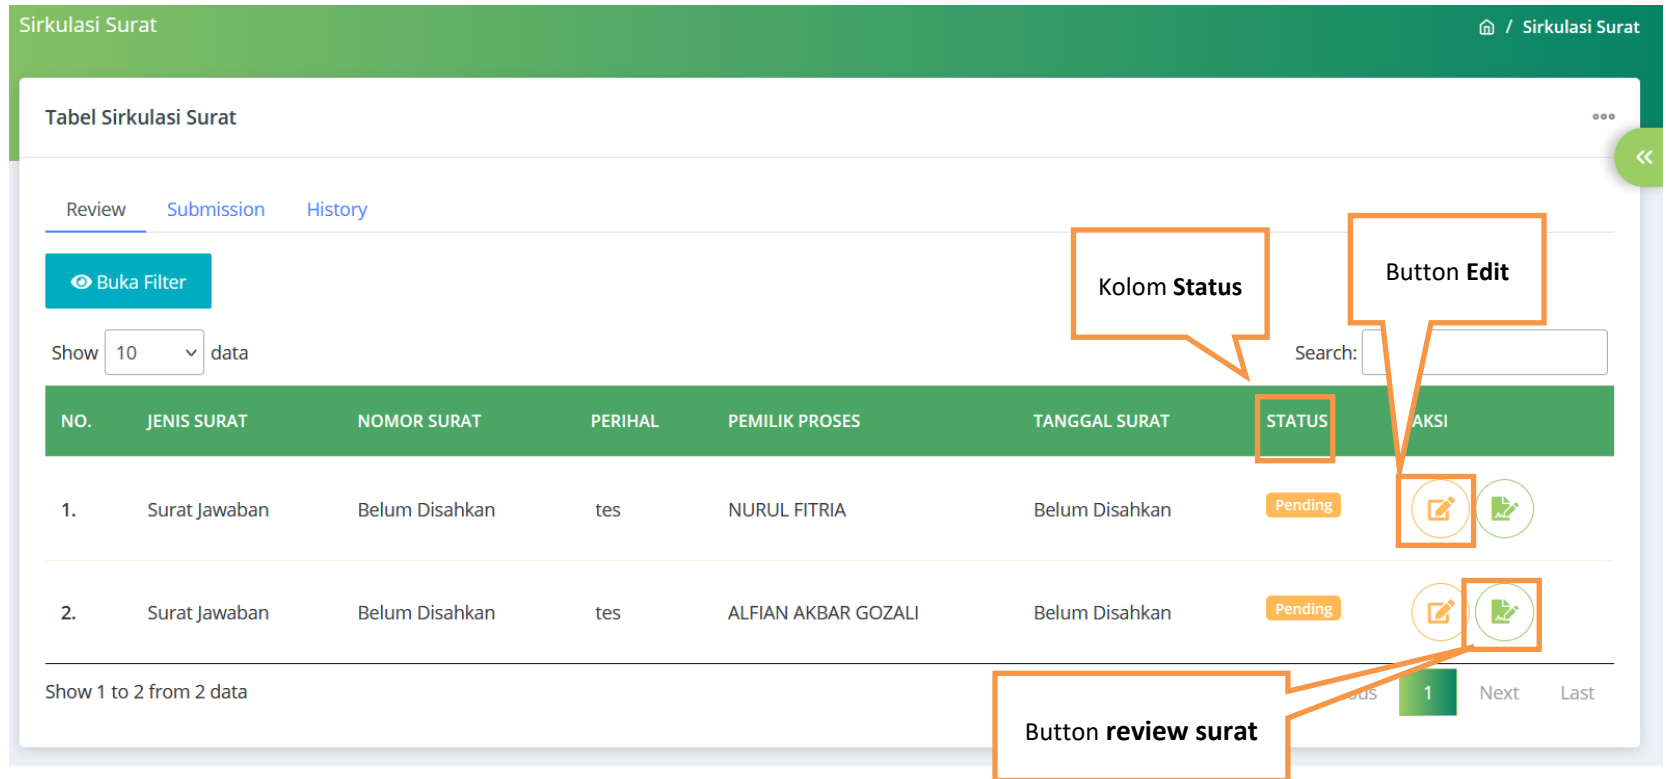 Sirkulasi Surat
/ Sirkulasi Surat
Tabel Sirkulasi Surat
Review Submission History
Buka Filter
Kolom Status
Button Edit
Show 10 data
Search:
NO. JENIS SURAT NOMOR SURAT PERIHAL PEMILIK PROSES TANGGAL SURAT STATUS AKSI
1. Surat Jawaban Belum Disahkan tes NURUL FITRIA Belum Disahkan Pending
2. Surat Jawaban Belum Disahkan tes ALFIAN AKBAR GOZALI Belum Disahkan Pending
Show 1 to 2 from 2 data
1 Next Last
Button review surat